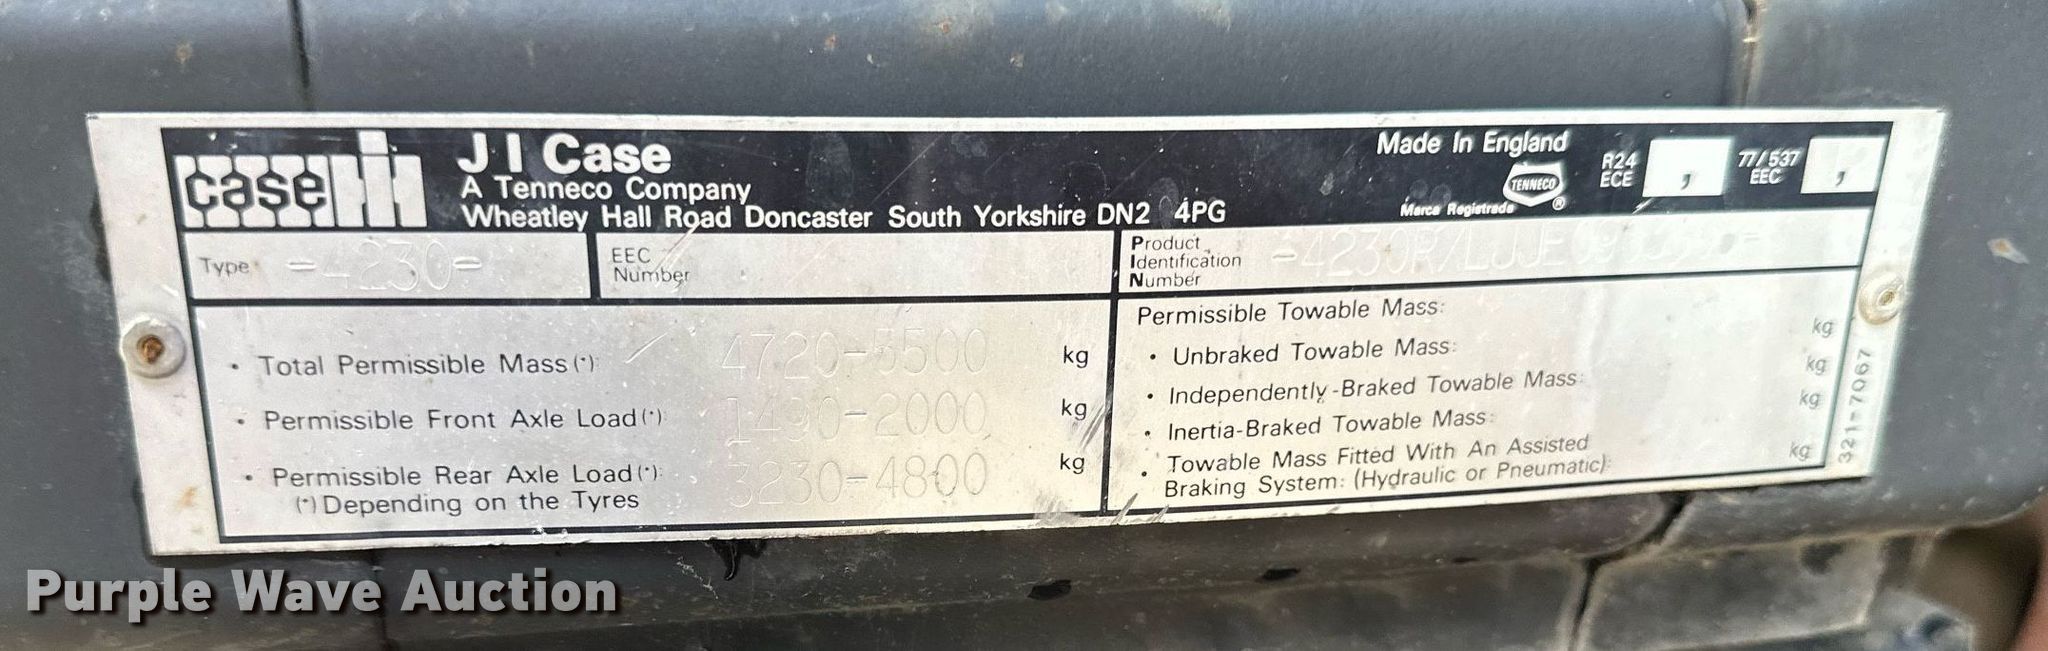 case IH
J I Case
A Tenneco Company
Wheatley Hall Road Doncaster South Yorkshire DN2 4PG
Made In England
TENNECO
®
Marca Registrada
R24
ECE
,
77/537
EEC
,
Type -4230-
EEC
Number
Product
Identification
Number
• Total Permissible Mass(*): 4720-5500 kg
• Permissible Front Axle Load(*): 1490-2000 kg
• Permissible Rear Axle Load(*): 3230-4800 kg
(*) Depending on the Tyres
Permissible Towable Mass:
• Unbraked Towable Mass: kg
• Independently-Braked Towable Mass: kg
• Inertia-Braked Towable Mass: kg
• Towable Mass Fitted With An Assisted
Braking System: (Hydraulic or Pneumatic): kg
321-7067
Purple Wave Auction